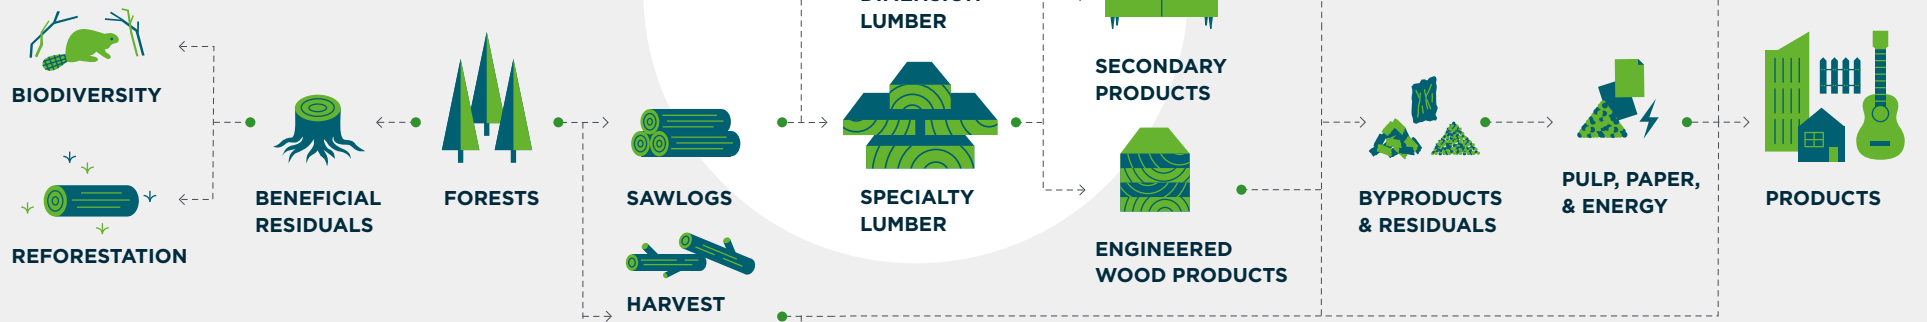 BIODIVERSITY
REFORESTATION
BENEFICIAL
RESIDUALS
FORESTS
SAWLOGS
HARVEST
DIMENSION
LUMBER
SPECIALTY
LUMBER
SECONDARY
PRODUCTS
ENGINEERED
WOOD PRODUCTS
BYPRODUCTS
& RESIDUALS
PULP, PAPER,
& ENERGY
PRODUCTS